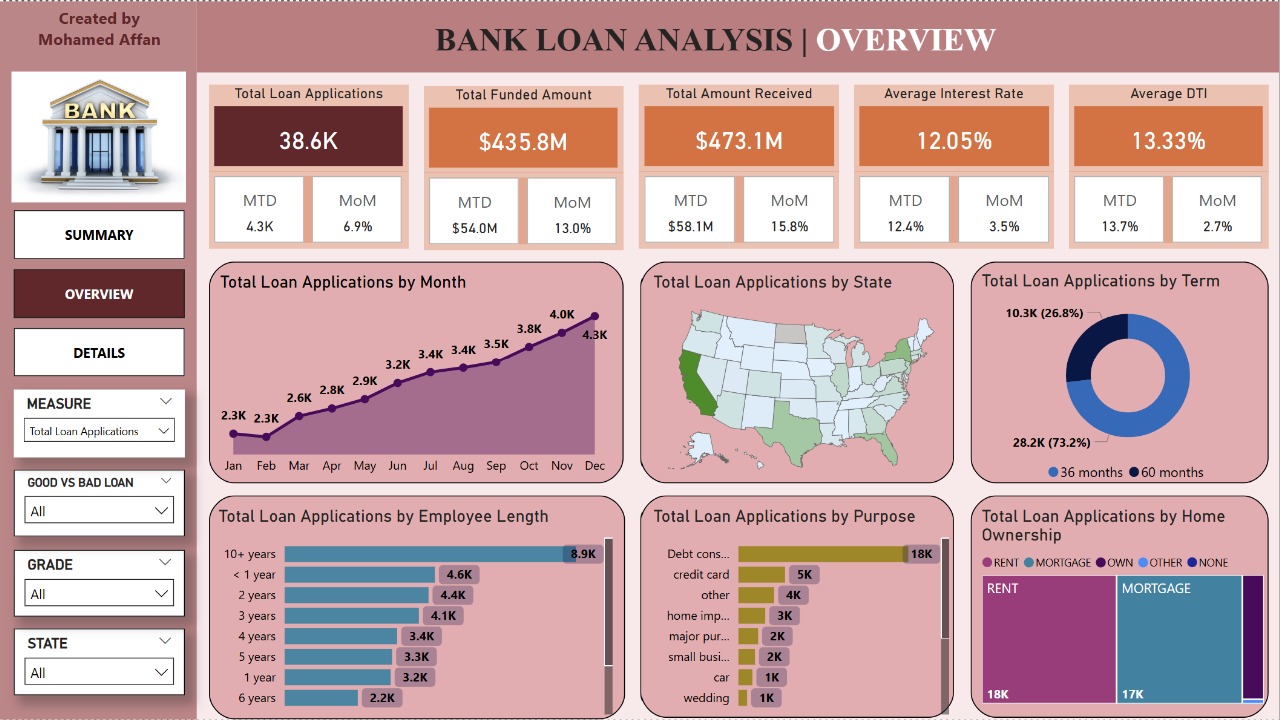 Created by
Mohamed Affan
BANK LOAN ANALYSIS | OVERVIEW
BANK
SUMMARY
OVERVIEW
DETAILS
MEASURE
Total Loan Applications
GOOD VS BAD LOAN
All
GRADE
All
STATE
All
Total Loan Applications
38.6K
MTD
4.3K
MoM
6.9%
Total Funded Amount
$435.8M
MTD
$54.0M
MoM
13.0%
Total Amount Received
$473.1M
MTD
$58.1M
MoM
15.8%
Average Interest Rate
12.05%
MTD
12.4%
MoM
3.5%
Average DTI
13.33%
MTD
13.7%
MoM
2.7%
Total Loan Applications by Month
2.3K 2.3K 2.6K 2.8K 2.9K 3.2K 3.4K 3.4K 3.5K 3.8K 4.0K 4.3K
Jan Feb Mar Apr May Jun Jul Aug Sep Oct Nov Dec
Total Loan Applications by State
Total Loan Applications by Term
10.3K (26.8%)
28.2K (73.2%)
36 months 60 months
Total Loan Applications by Employee Length
10+ years 8.9K
< 1 year 4.6K
2 years 4.4K
3 years 4.1K
4 years 3.4K
5 years 3.3K
1 year 3.2K
6 years 2.2K
Total Loan Applications by Purpose
Debt cons... 18K
credit card 5K
other 4K
home imp... 3K
major pur... 2K
small busi... 2K
car 1K
wedding 1K
Total Loan Applications by Home
Ownership
RENT MORTGAGE OWN OTHER NONE
RENT
18K
MORTGAGE
17K